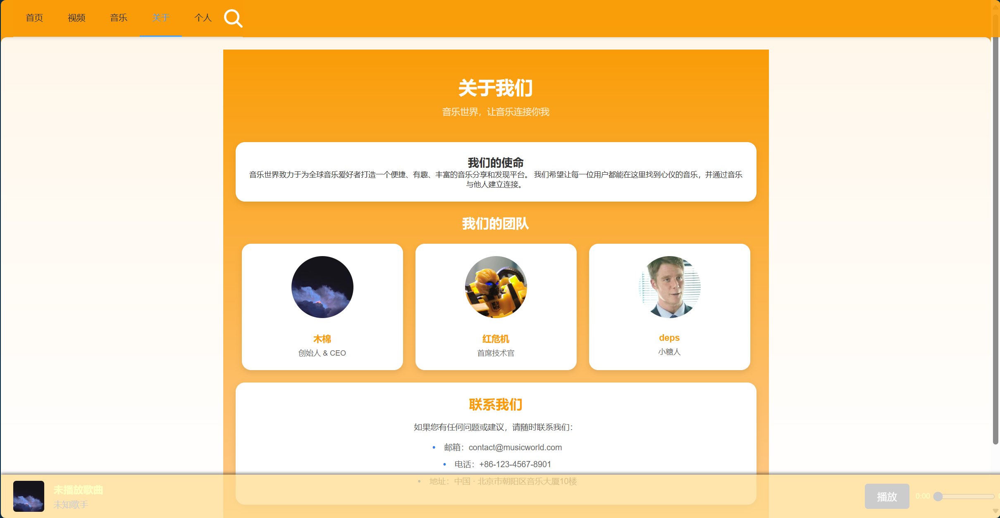 首页 视频 音乐 关于 个人
关于我们
音乐世界，让音乐连接你我
我们的使命
音乐世界致力于为全球音乐爱好者打造一个便捷、有趣、丰富的音乐分享和发现平台。 我们希望让每一位用户都能在这里找到心仪的音乐，并通过音乐
与他人建立连接。
我们的团队
木棉
创始人 & CEO
红危机
首席技术官
deps
小糖人
联系我们
如果您有任何问题或建议，请随时联系我们：
• 邮箱：contact@musicworld.com
• 电话：+86-123-4567-8901
• 地址：中国 · 北京市朝阳区音乐大厦10楼
未播放歌曲
未知歌手
播放 0:00